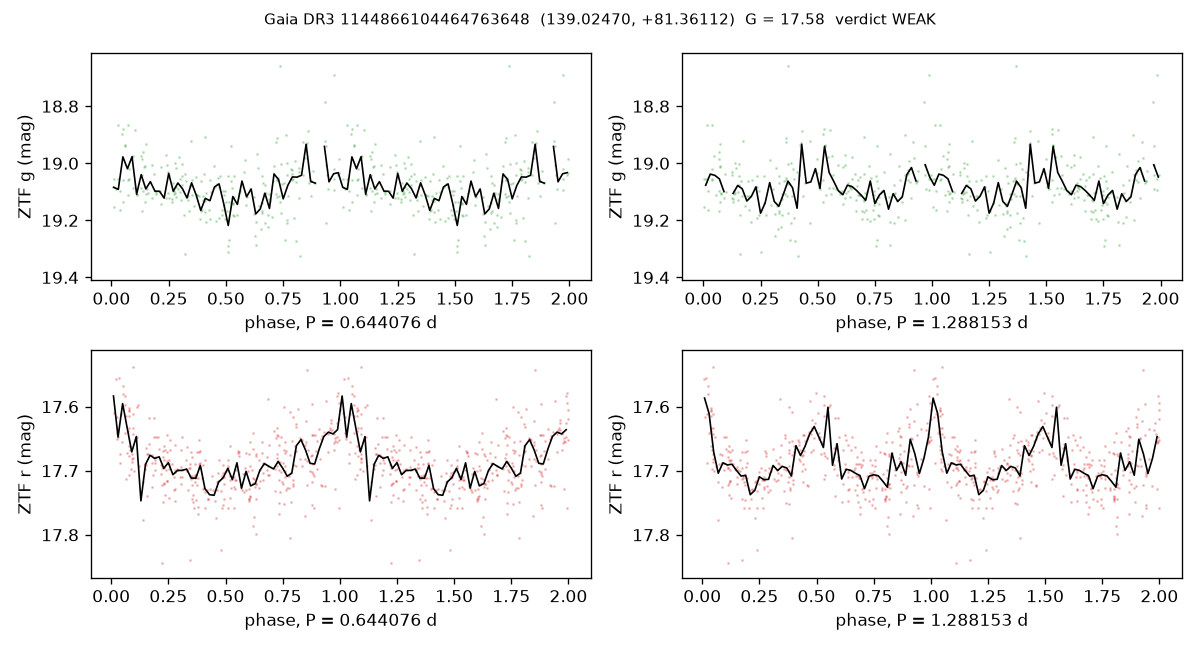 Gaia DR3 1144866104464763648 (139.02470, +81.36112) G = 17.58 verdict WEAK
ZTF g (mag)
18.8
19.0
19.2
19.4
0.00 0.25 0.50 0.75 1.00 1.25 1.50 1.75 2.00
phase, P = 0.644076 d
ZTF g (mag)
18.8
19.0
19.2
19.4
0.00 0.25 0.50 0.75 1.00 1.25 1.50 1.75 2.00
phase, P = 1.288153 d
ZTF r (mag)
17.6
17.7
17.8
0.00 0.25 0.50 0.75 1.00 1.25 1.50 1.75 2.00
phase, P = 0.644076 d
ZTF r (mag)
17.6
17.7
17.8
0.00 0.25 0.50 0.75 1.00 1.25 1.50 1.75 2.00
phase, P = 1.288153 d